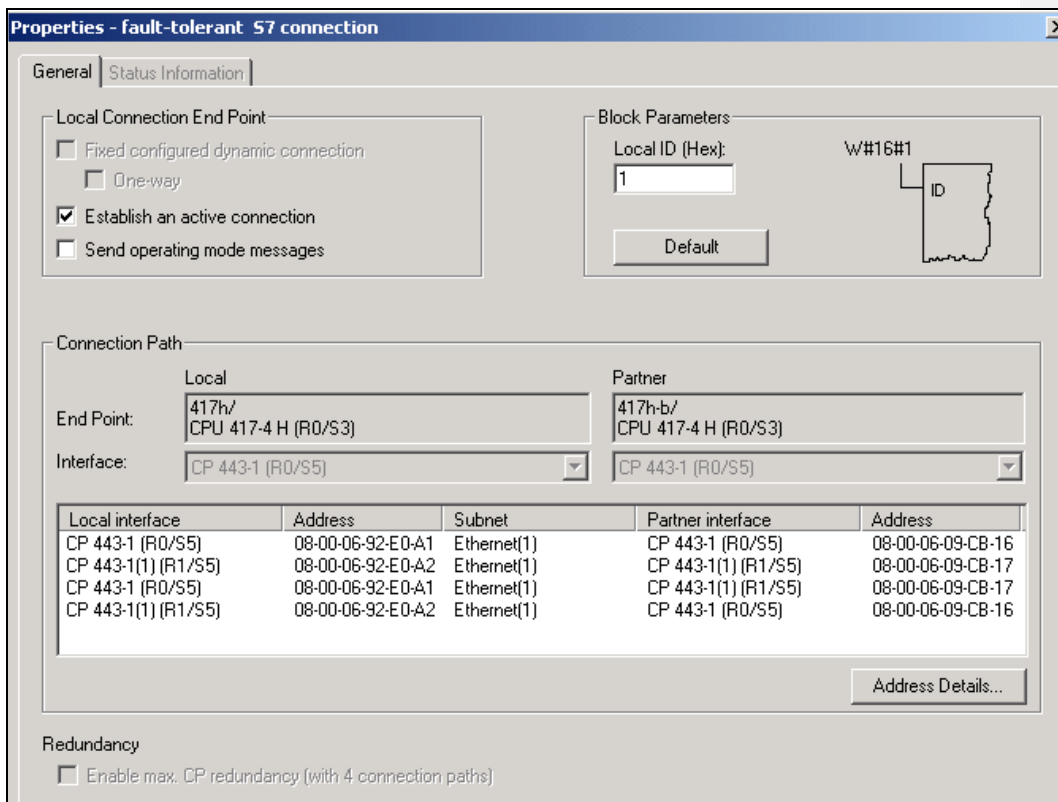 Properties - fault-tolerant S7 connection
General Status Information
Local Connection End Point
Fixed configured dynamic connection
One-way
Establish an active connection
Send operating mode messages
Block Parameters
Local ID (Hex): W#16#1
1
ID
Default
Connection Path
Local Partner
End Point:
417h/
CPU 417-4 H (R0/S3)
417h-b/
CPU 417-4 H (R0/S3)
Interface: CP 443-1 (R0/S5) CP 443-1 (R0/S5)
Local interface Address Subnet Partner interface Address
CP 443-1 (R0/S5) 08-00-06-92-E0-A1 Ethernet(1) CP 443-1 (R0/S5) 08-00-06-09-CB-16
CP 443-1(1) (R1/S5) 08-00-06-92-E0-A2 Ethernet(1) CP 443-1(1) (R1/S5) 08-00-06-09-CB-17
CP 443-1 (R0/S5) 08-00-06-92-E0-A1 Ethernet(1) CP 443-1(1) (R1/S5) 08-00-06-09-CB-17
CP 443-1(1) (R1/S5) 08-00-06-92-E0-A2 Ethernet(1) CP 443-1 (R0/S5) 08-00-06-09-CB-16
Address Details...
Redundancy
Enable max. CP redundancy (with 4 connection paths)